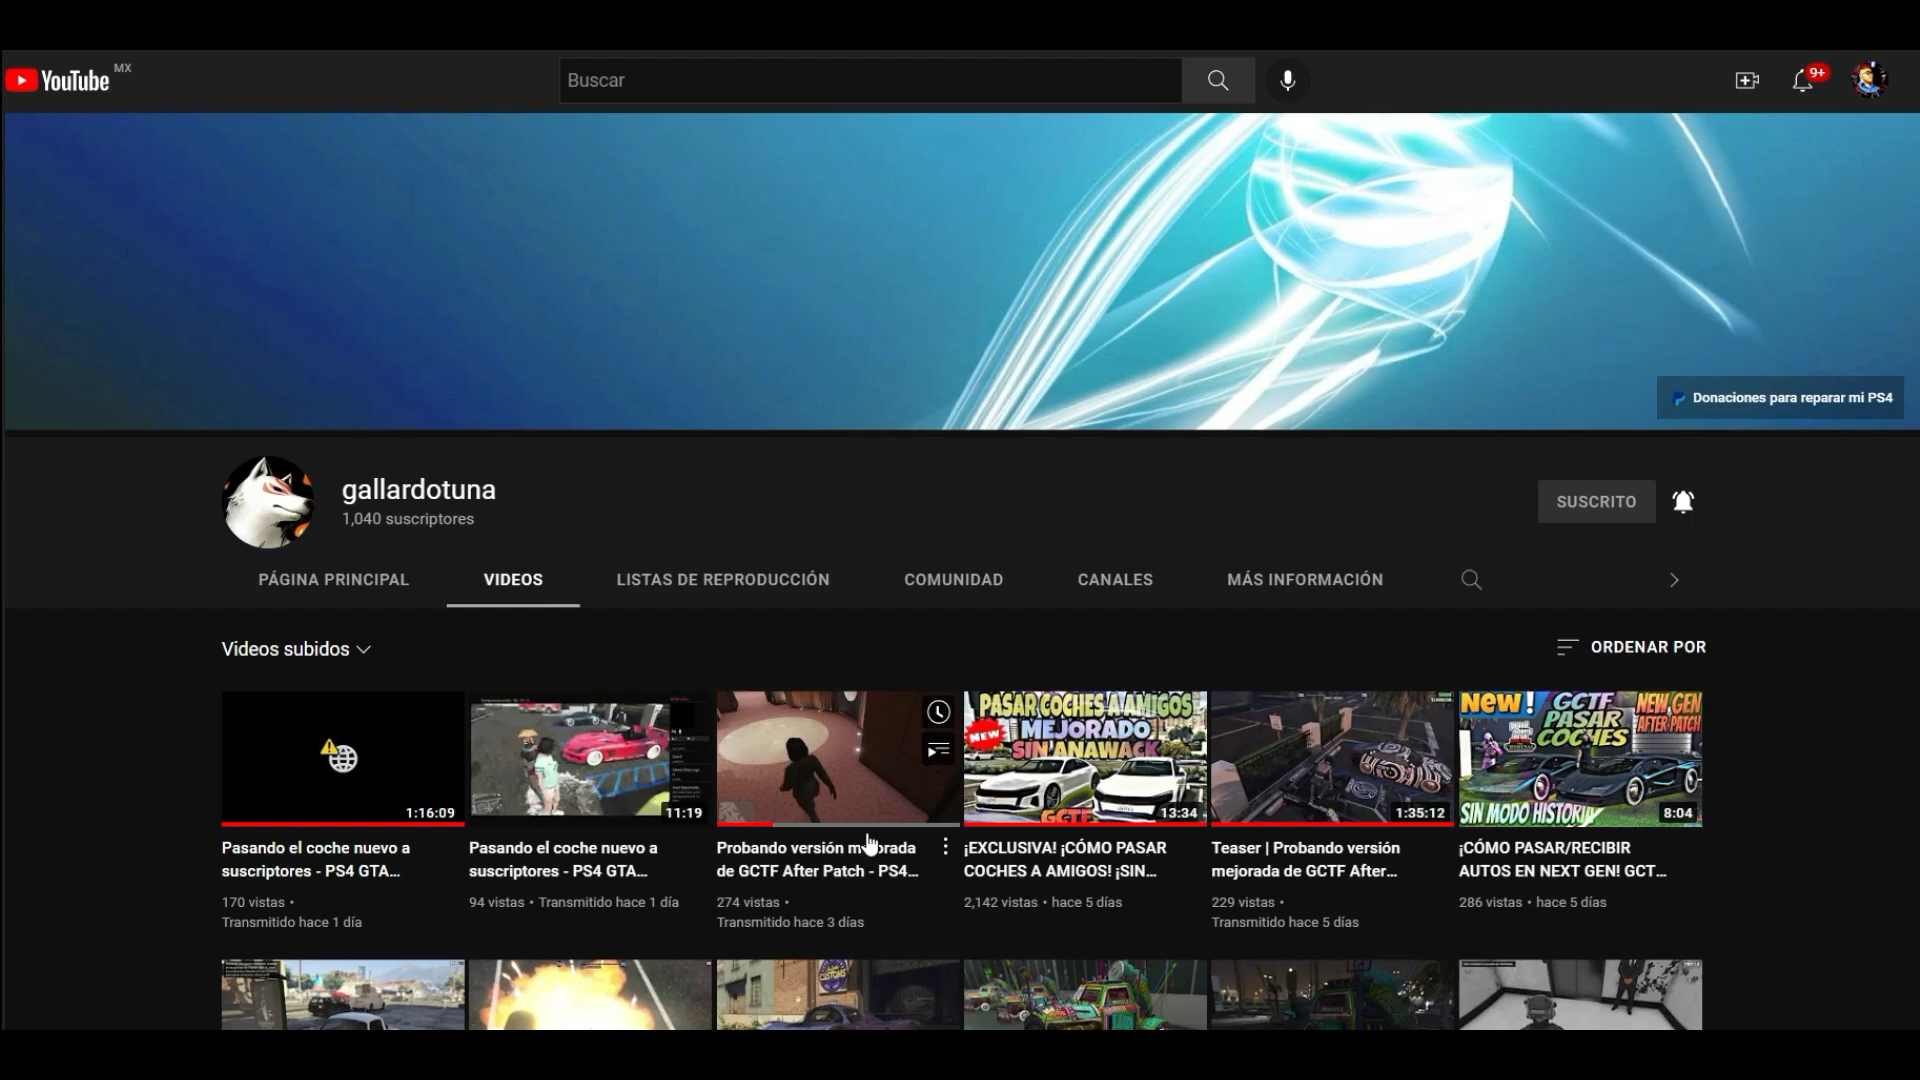 YouTube MX
Buscar
9+
Donaciones para reparar mi PS4
gallardotuna
1,040 suscriptores
SUSCRITO
PÁGINA PRINCIPAL
VIDEOS
LISTAS DE REPRODUCCIÓN
COMUNIDAD
CANALES
MÁS INFORMACIÓN
Videos subidos
ORDENAR POR
1:16:09
Pasando el coche nuevo a
suscriptores - PS4 GTA...
170 vistas •
Transmitido hace 1 día
11:19
Pasando el coche nuevo a
suscriptores - PS4 GTA...
94 vistas • Transmitido hace 1 día
Probando versión mejorada
de GCTF After Patch - PS4...
274 vistas •
Transmitido hace 3 días
PASAR COCHES A AMIGOS
NEW
MEJORADO
SIN ANAWACK
GCTF
13:34
¡EXCLUSIVA! ¡CÓMO PASAR
COCHES A AMIGOS! ¡SIN...
2,142 vistas • hace 5 días
1:35:12
Teaser | Probando versión
mejorada de GCTF After...
229 vistas •
Transmitido hace 5 días
New!
GCTF
PASAR
COCHES
NEW GEN
AFTER PATCH
SIN MODO HISTORIA
8:04
¡CÓMO PASAR/RECIBIR
AUTOS EN NEXT GEN! GCT...
286 vistas • hace 5 días
CUSTOMS